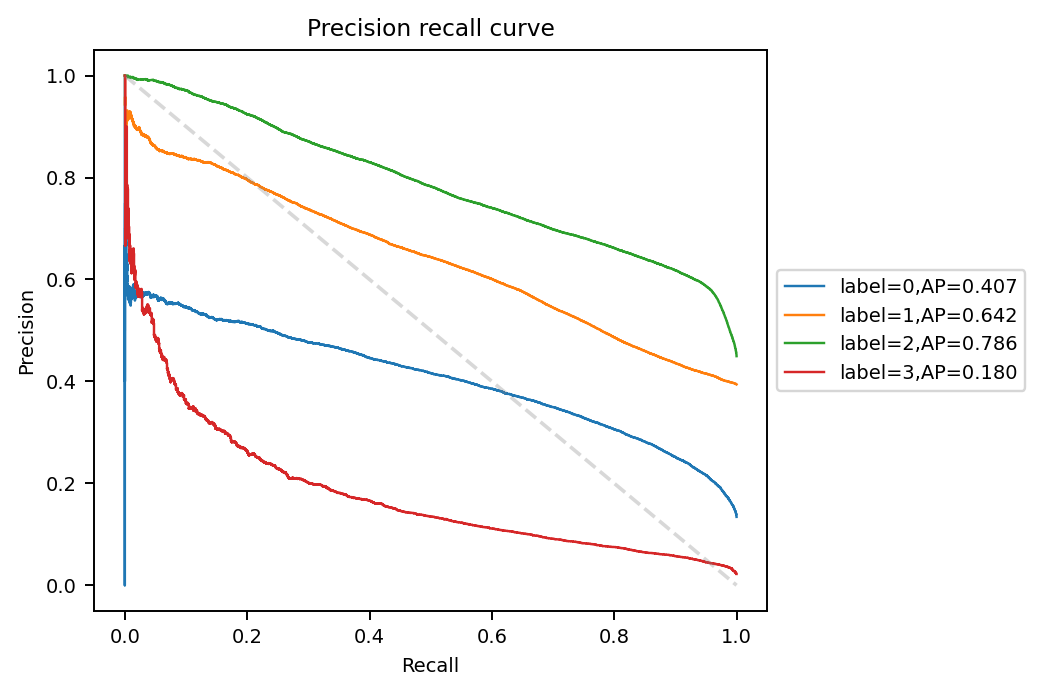 Precision recall curve
Precision
1.0
0.8
0.6
0.4
0.2
0.0
0.0 0.2 0.4 0.6 0.8 1.0
Recall
label=0,AP=0.407
label=1,AP=0.642
label=2,AP=0.786
label=3,AP=0.180